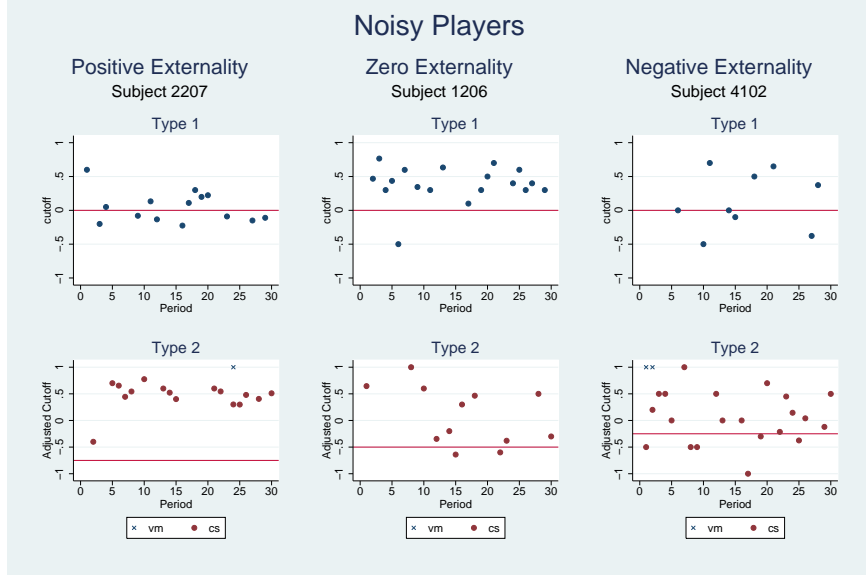 Noisy Players
Positive Externality Zero Externality Negative Externality
Subject 2207 Subject 1206 Subject 4102
Type 1 Type 1 Type 1
cutoff
1
.5
0
-.5
-1
0 5 10 15 20 25 30
Period
cutoff
1
.5
0
-.5
-1
0 5 10 15 20 25 30
Period
cutoff
1
.5
0
-.5
-1
0 5 10 15 20 25 30
Period
Type 2 Type 2 Type 2
Adjusted Cutoff
1
.5
0
-.5
-1
0 5 10 15 20 25 30
Period
vm cs
Adjusted Cutoff
1
.5
0
-.5
-1
0 5 10 15 20 25 30
Period
vm cs
Adjusted Cutoff
1
.5
0
-.5
-1
0 5 10 15 20 25 30
Period
vm cs